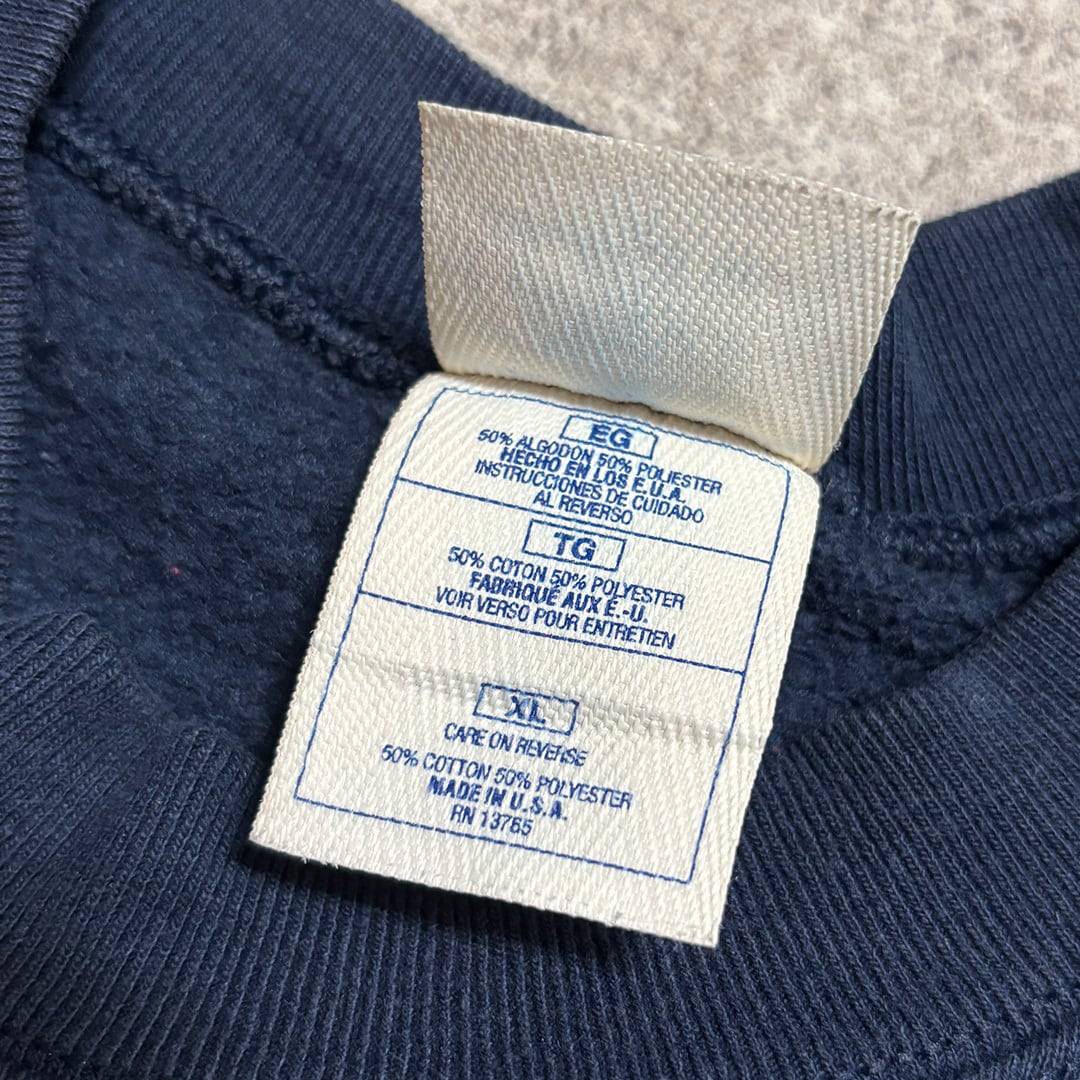 EG
50% ALGODON 50% POLIESTER
HECHO EN LOS E.U.A.
INSTRUCCIONES DE CUIDADO
AL REVERSO
TG
50% COTON 50% POLYESTER
FABRIQUÉ AUX É.-U.
VOIR VERSO POUR ENTRETIEN
XL
CARE ON REVERSE
50% COTTON 50% POLYESTER
MADE IN U.S.A.
RN 13765